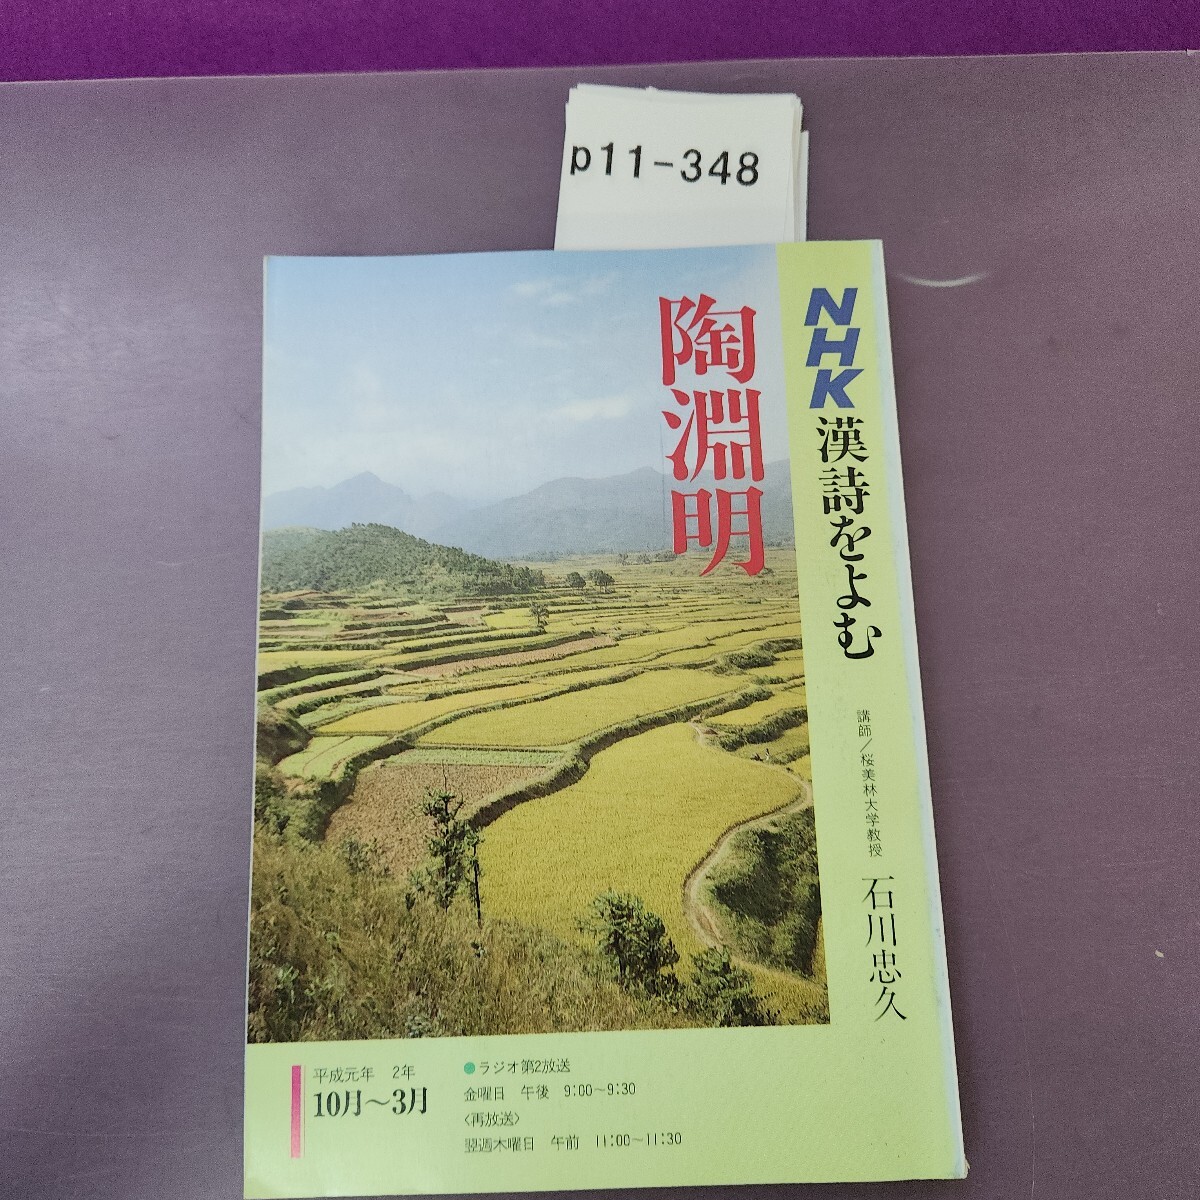 p11-348
NHK
漢詩をよむ
陶淵明
講師／桜美林大学教授
石川忠久
平成元年 2年
10月～3月
●ラジオ第2放送
金曜日 午後 9:00～9:30
〈再放送〉
翌週木曜日 午前 11:00～11:30